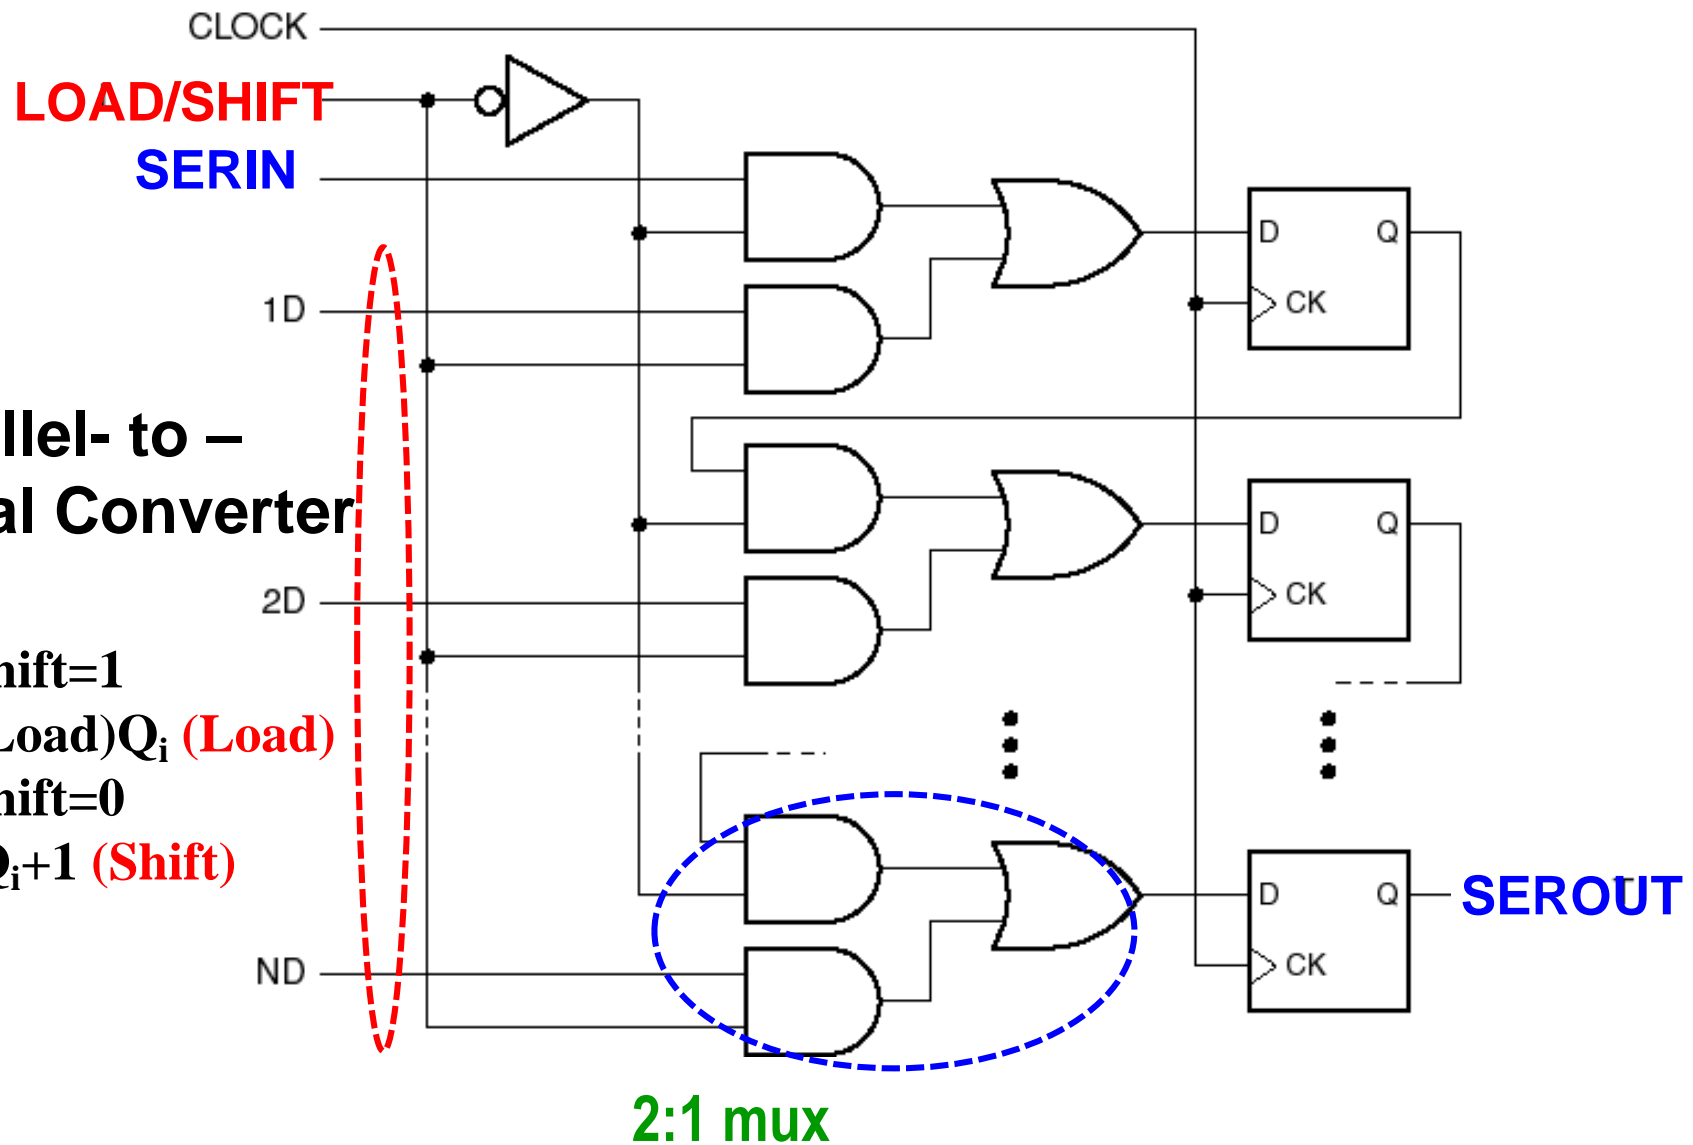 CLOCK
LOAD/SHIFT
SERIN
D Q
1D
CK
llel- to –
al Converter
D Q
2D
CK
hift=1
Load)Qi (Load)
hift=0
Qi+1 (Shift)
D Q
SEROUT
ND
CK
2:1 mux